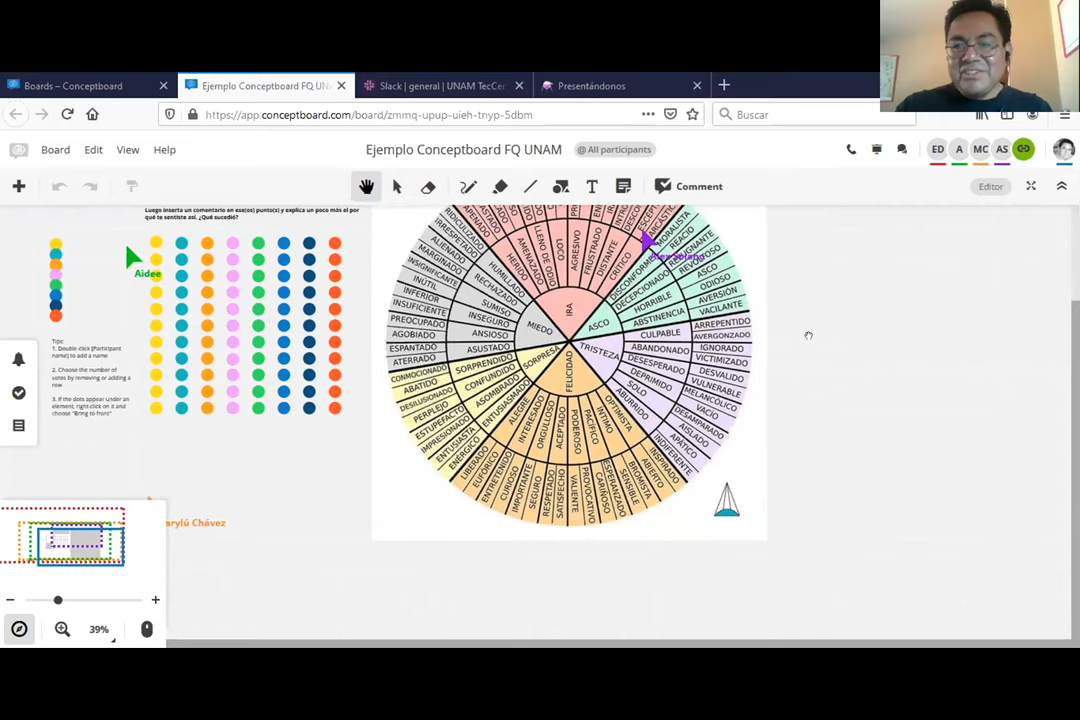 Boards – Conceptboard
Ejemplo Conceptboard FQ UN
Slack | general | UNAM TecCe
Presentándonos
https://app.conceptboard.com/board/zmmq-upup-uieh-tnyp-5dbm
Buscar
Board
Edit
View
Help
Ejemplo Conceptboard FQ UNAM
@ All participants
ED
A
MC
AS
Comment
Editor
Luego inserta un comentario en ese(os) punto(s) y explica un poco más el por
qué te sentiste así. ¿Qué sucedió?
Aidee
Tips:
1. Double-click [Participant
name] to add a name
2. Choose the number of
votes by removing or adding a
row
3. If the dots appear under an
element, right-click on it and
choose "Bring to front"
IRA
ASCO
TRISTEZA
FELICIDAD
SORPRESA
MIEDO
HERIDO
AMENAZADO
LLENO DE ODIO
LOCO
AGRESIVO
FRUSTRADO
DISTANTE
CRÍTICO
DISCONFORME
DECEPCIONADO
HORRIBLE
ABSTINENCIA
CULPABLE
ABANDONADO
DESESPERADO
DEPRIMIDO
SOLO
ABURRIDO
OPTIMISTA
ÍNTIMO
PACÍFICO
PODEROSO
ACEPTADO
ORGULLOSO
INTERESADO
ALEGRE
ENTUSIASMADO
ASOMBRADO
CONFUNDIDO
SORPRENDIDO
ASUSTADO
ANSIOSO
INSEGURO
SUMISO
RECHAZADO
HUMILLADO
RIDICULIZADO
IRRESPETADO
ALIENADO
MARGINADO
INSIGNIFICANTE
INÚTIL
INFERIOR
INSUFICIENTE
PREOCUPADO
AGOBIADO
ESPANTADO
ATERRADO
CONMOCIONADO
ABATIDO
DESILUSIONADO
PERPLEJO
ESTUPEFACTO
IMPRESIONADO
ENTUSIASTA
ENÉRGICO
LIBERADO
EUFÓRICO
ENTRETENIDO
CURIOSO
IMPORTANTE
SEGURO
RESPETADO
SATISFECHO
VALIENTE
PROVOCATIVO
CARIÑOSO
ESPERANZADO
SENSIBLE
BROMISTA
ABIERTO
INSPIRADO
INDIFERENTE
APÁTICO
AISLADO
DESAMPARADO
VACÍO
MELANCÓLICO
VULNERABLE
DESVALIDO
VICTIMIZADO
IGNORADO
AVERGONZADO
ARREPENTIDO
VACILANTE
AVERSIÓN
ODIOSO
ASCO
REVOLTOSO
REACIO
MORALISTA
Marylú Chávez
39%